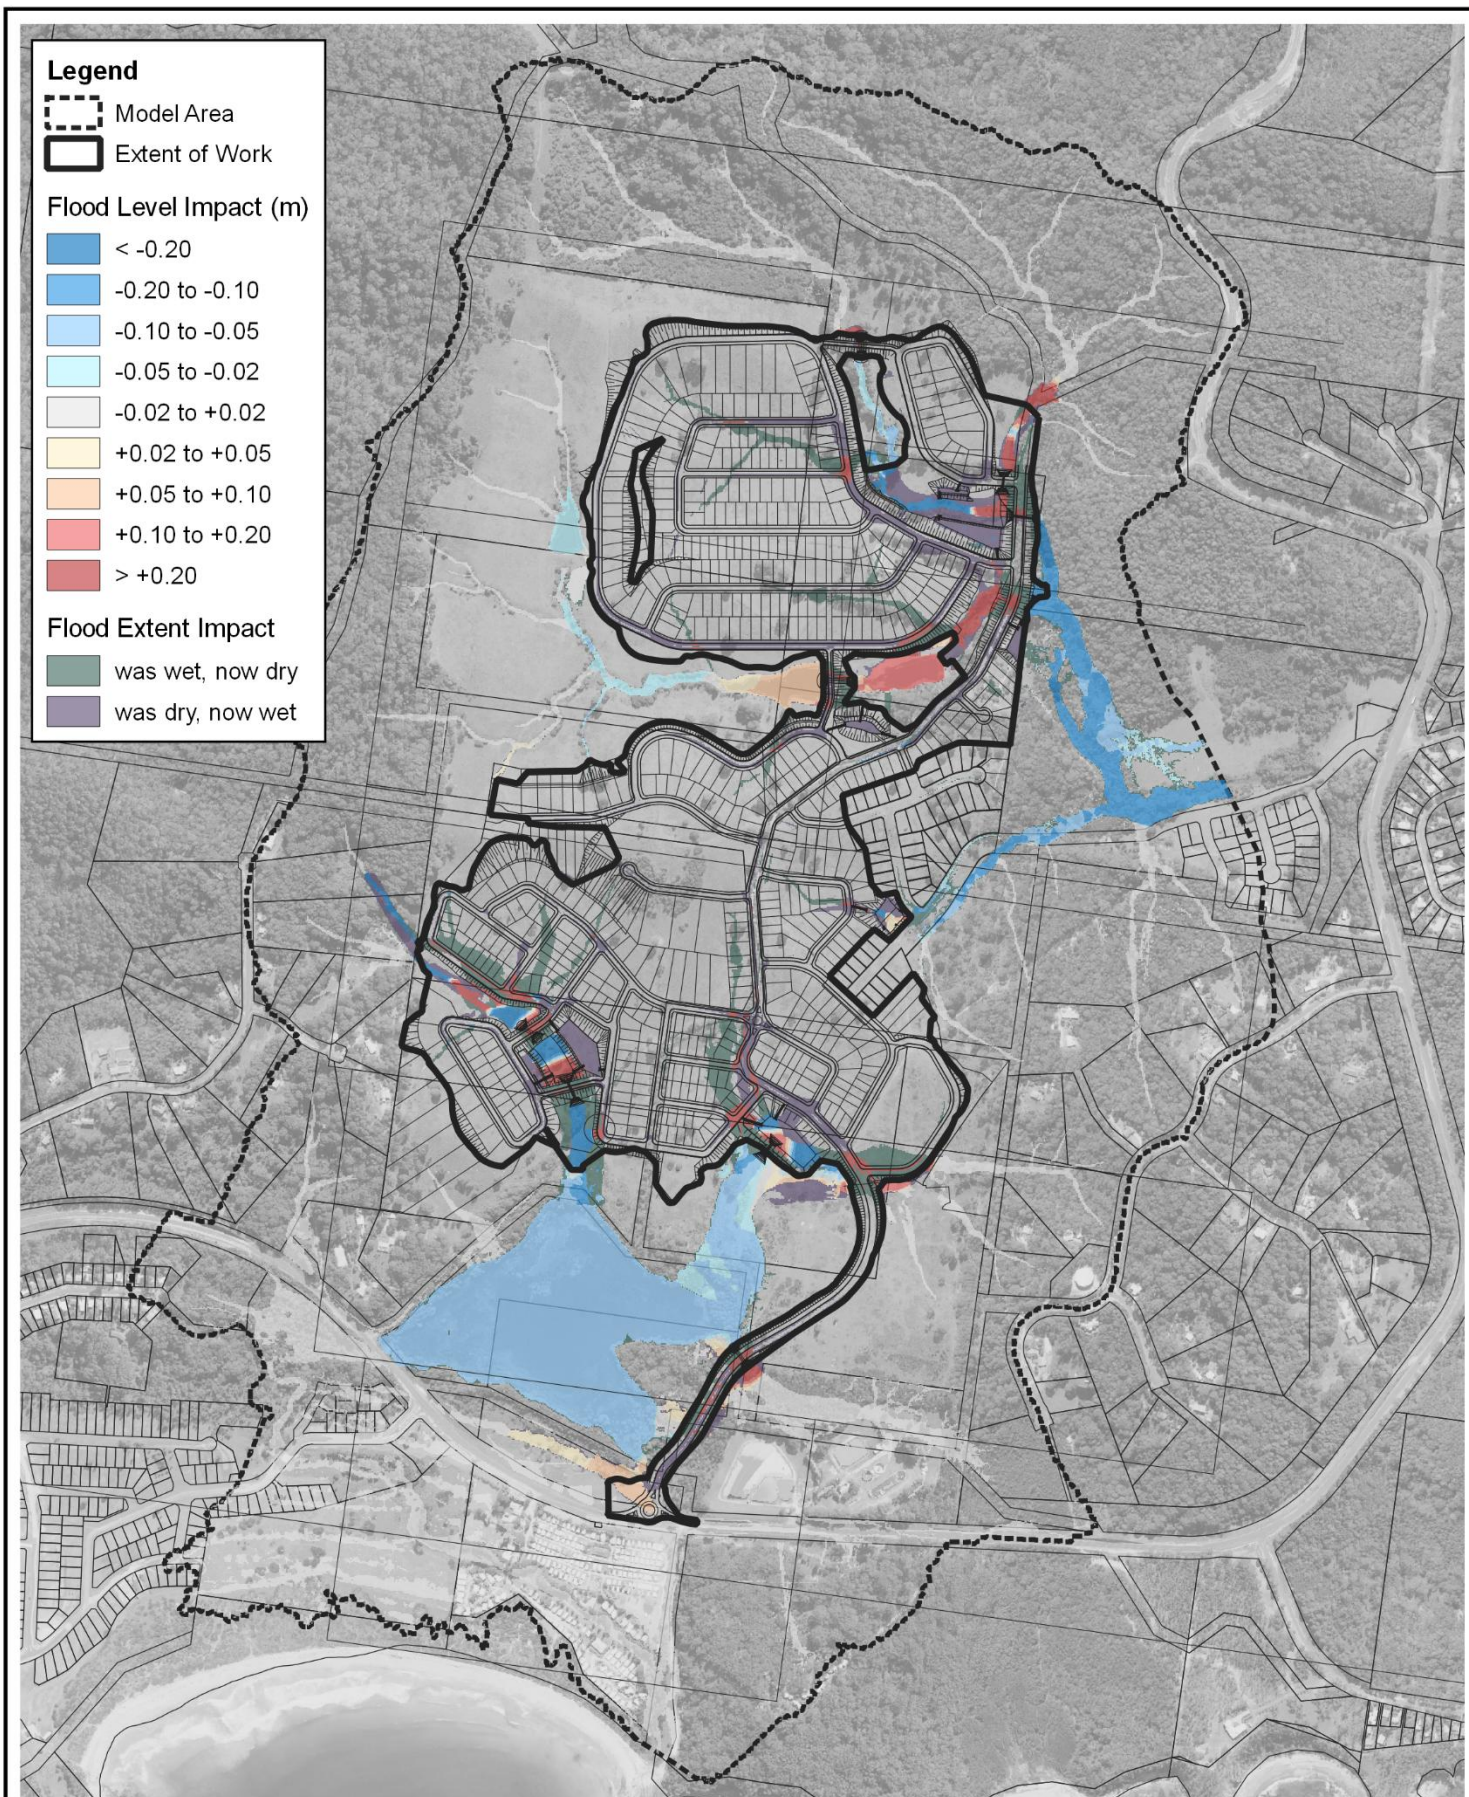 Legend
Model Area
Extent of Work
Flood Level Impact (m)
< -0.20
-0.20 to -0.10
-0.10 to -0.05
-0.05 to -0.02
-0.02 to +0.02
+0.02 to +0.05
+0.05 to +0.10
+0.10 to +0.20
> +0.20
Flood Extent Impact
was wet, now dry
was dry, now wet